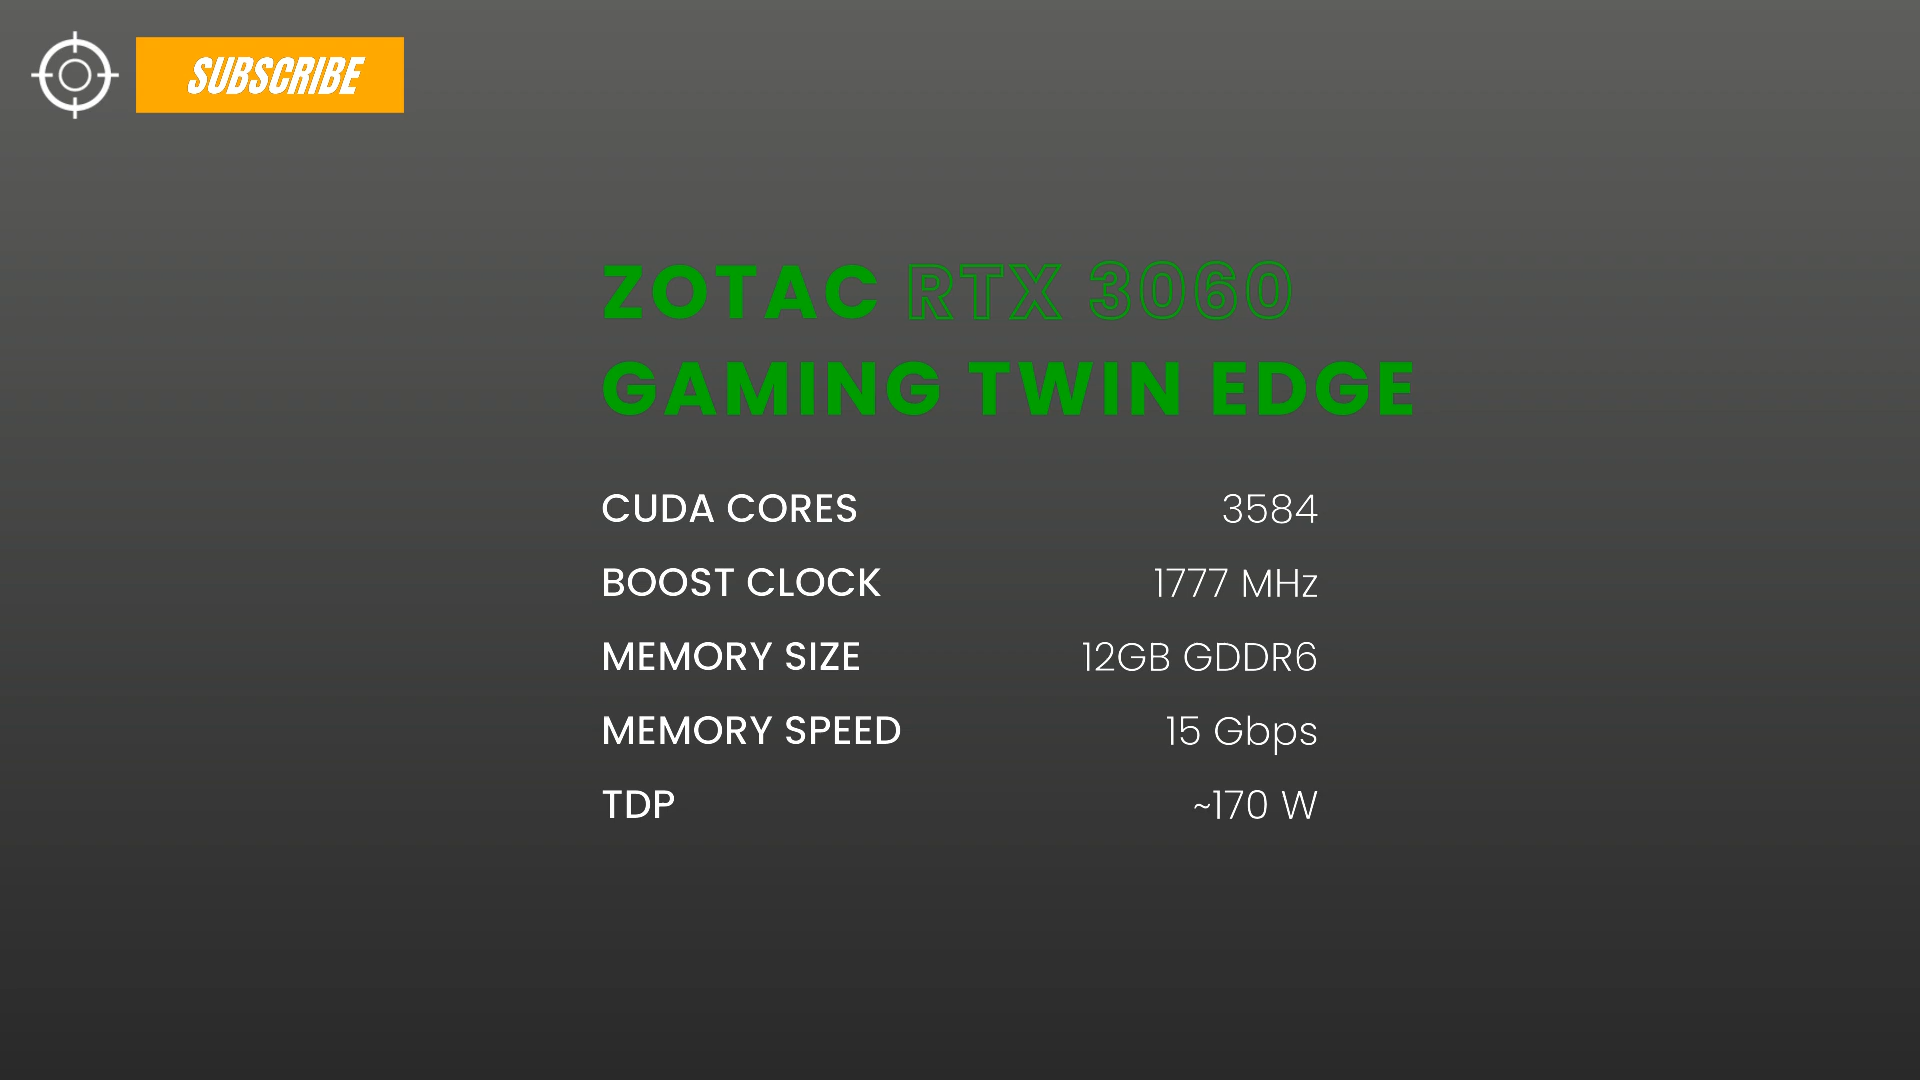 SUBSCRIBE
ZOTAC RTX 3060
GAMING TWIN EDGE
CUDA CORES 3584
BOOST CLOCK 1777 MHz
MEMORY SIZE 12GB GDDR6
MEMORY SPEED 15 Gbps
TDP ~170 W